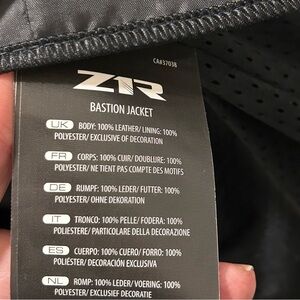 CA#37038
Z1R
BASTION JACKET
UK BODY: 100% LEATHER/ LINING: 100%
POLYESTER/ EXCLUSIVE OF DECORATION
FR CORPS: 100% CUIR/ DOUBLURE: 100%
POLYESTER/ NE TIENT PAS COMPTE DES MOTIFS
DE RUMPF: 100% LEDER/ FUTTER: 100%
POLYESTER/ OHNE DEKORATION
IT TRONCO: 100% PELLE/ FODERA: 100%
POLIESTERE/ PARTICOLARE DELLA DECORAZIONE
ES CUERPO: 100% CUERO/ FORRO: 100%
POLIÉSTER/ DECORACIÓN EXCLUSIVA
NL ROMP: 100% LEDER/ VOERING: 100%
POLYESTER/ EXCLUSIEF DECORATIE